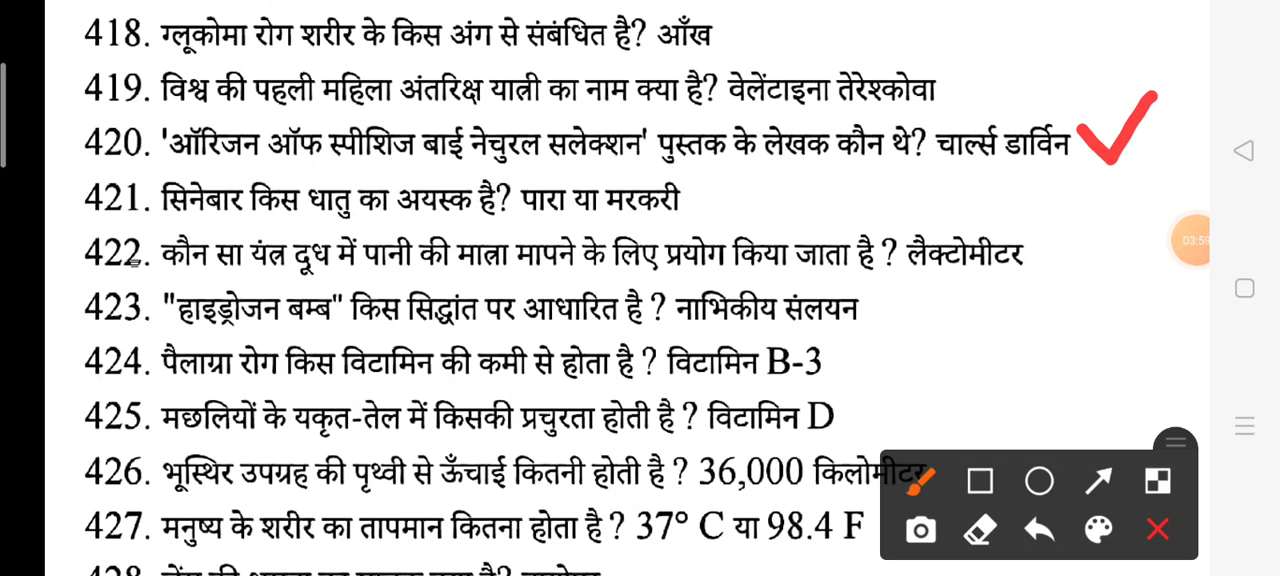 418. ग्लूकोमा रोग शरीर के किस अंग से संबंधित है? आँख
419. विश्व की पहली महिला अंतरिक्ष यात्री का नाम क्या है? वेलेंटाइना तेरेश्कोवा
420. 'ऑरिजन ऑफ स्पीशिज बाई नेचुरल सलेक्शन' पुस्तक के लेखक कौन थे? चार्ल्स डार्विन
421. सिनेबार किस धातु का अयस्क है? पारा या मरकरी
03:59
422. कौन सा यंत्र दूध में पानी की मात्रा मापने के लिए प्रयोग किया जाता है ? लैक्टोमीटर
423. "हाइड्रोजन बम्ब" किस सिद्धांत पर आधारित है ? नाभिकीय संलयन
424. पैलाग्रा रोग किस विटामिन की कमी से होता है ? विटामिन B-3
425. मछलियों के यकृत-तेल में किसकी प्रचुरता होती है ? विटामिन D
426. भूस्थिर उपग्रह की पृथ्वी से ऊँचाई कितनी होती है ? 36,000 किलोमीटर
427. मनुष्य के शरीर का तापमान कितना होता है ? 37° C या 98.4 F